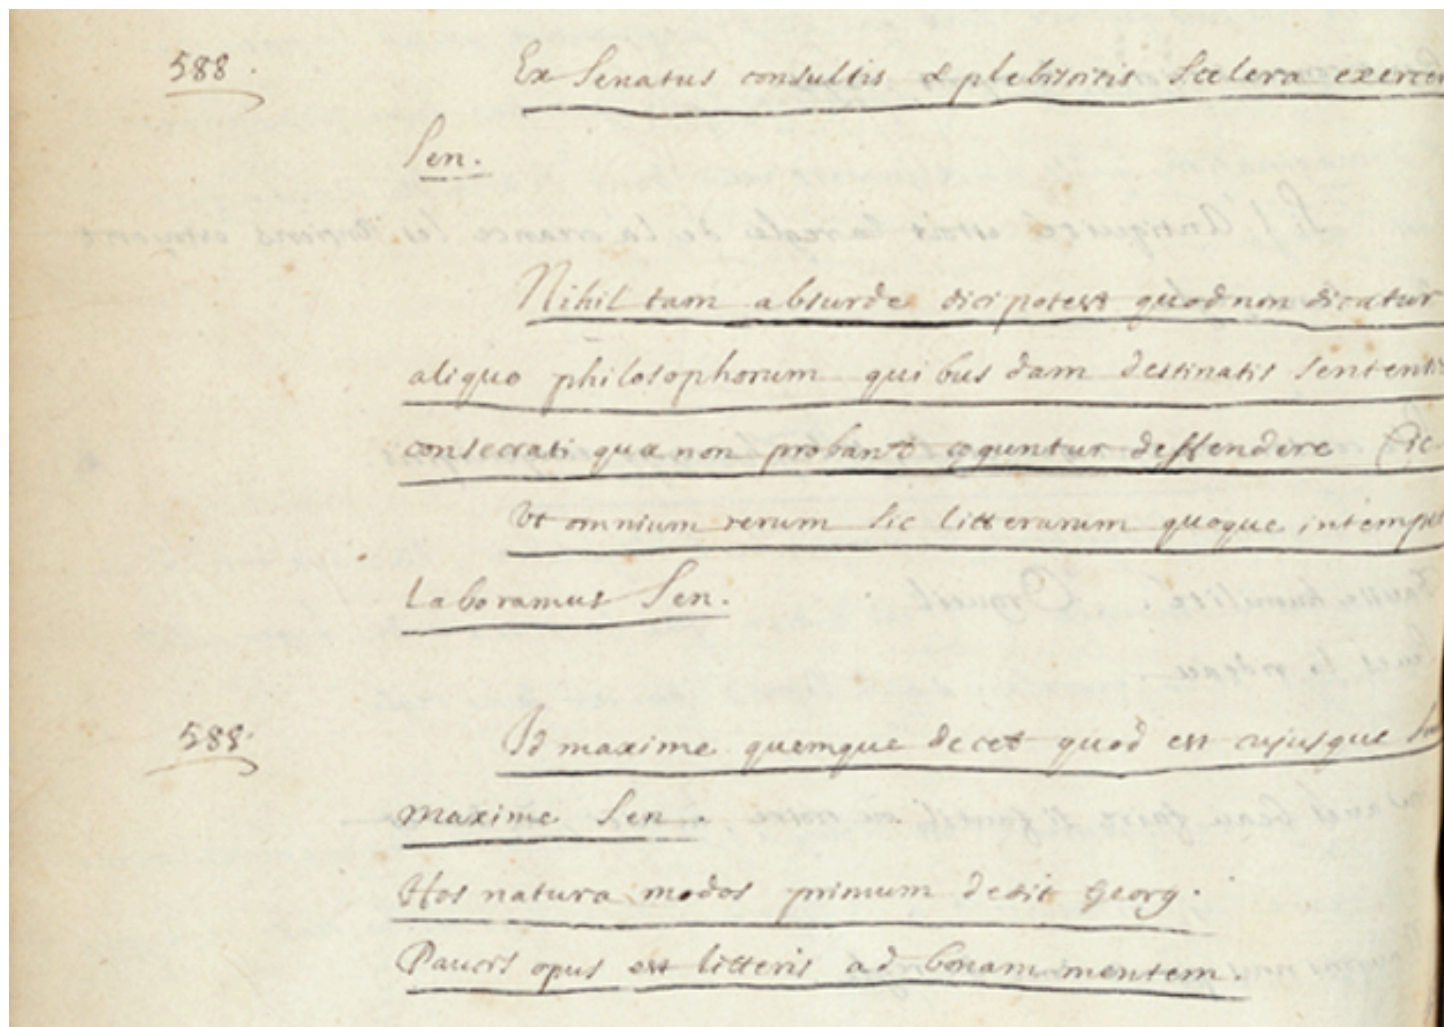 588.
Ex Senatus consultis & plebiscitis Scelera
Sen.
Nihil tam absurde dici potest quod non dicatur
aliquo philosophorum quibusdam destinatis
consecrati quæ non probant coguntur deffendere Cic.
Ut omnium rerum sic litterarum quoque
laboramus Sen.
588.
Id maxime quemque decet quod est cujusque
maxime Sen.
Hos natura modos primum dedit Georg.
Paucis opus est litteris ad bonam mentem.